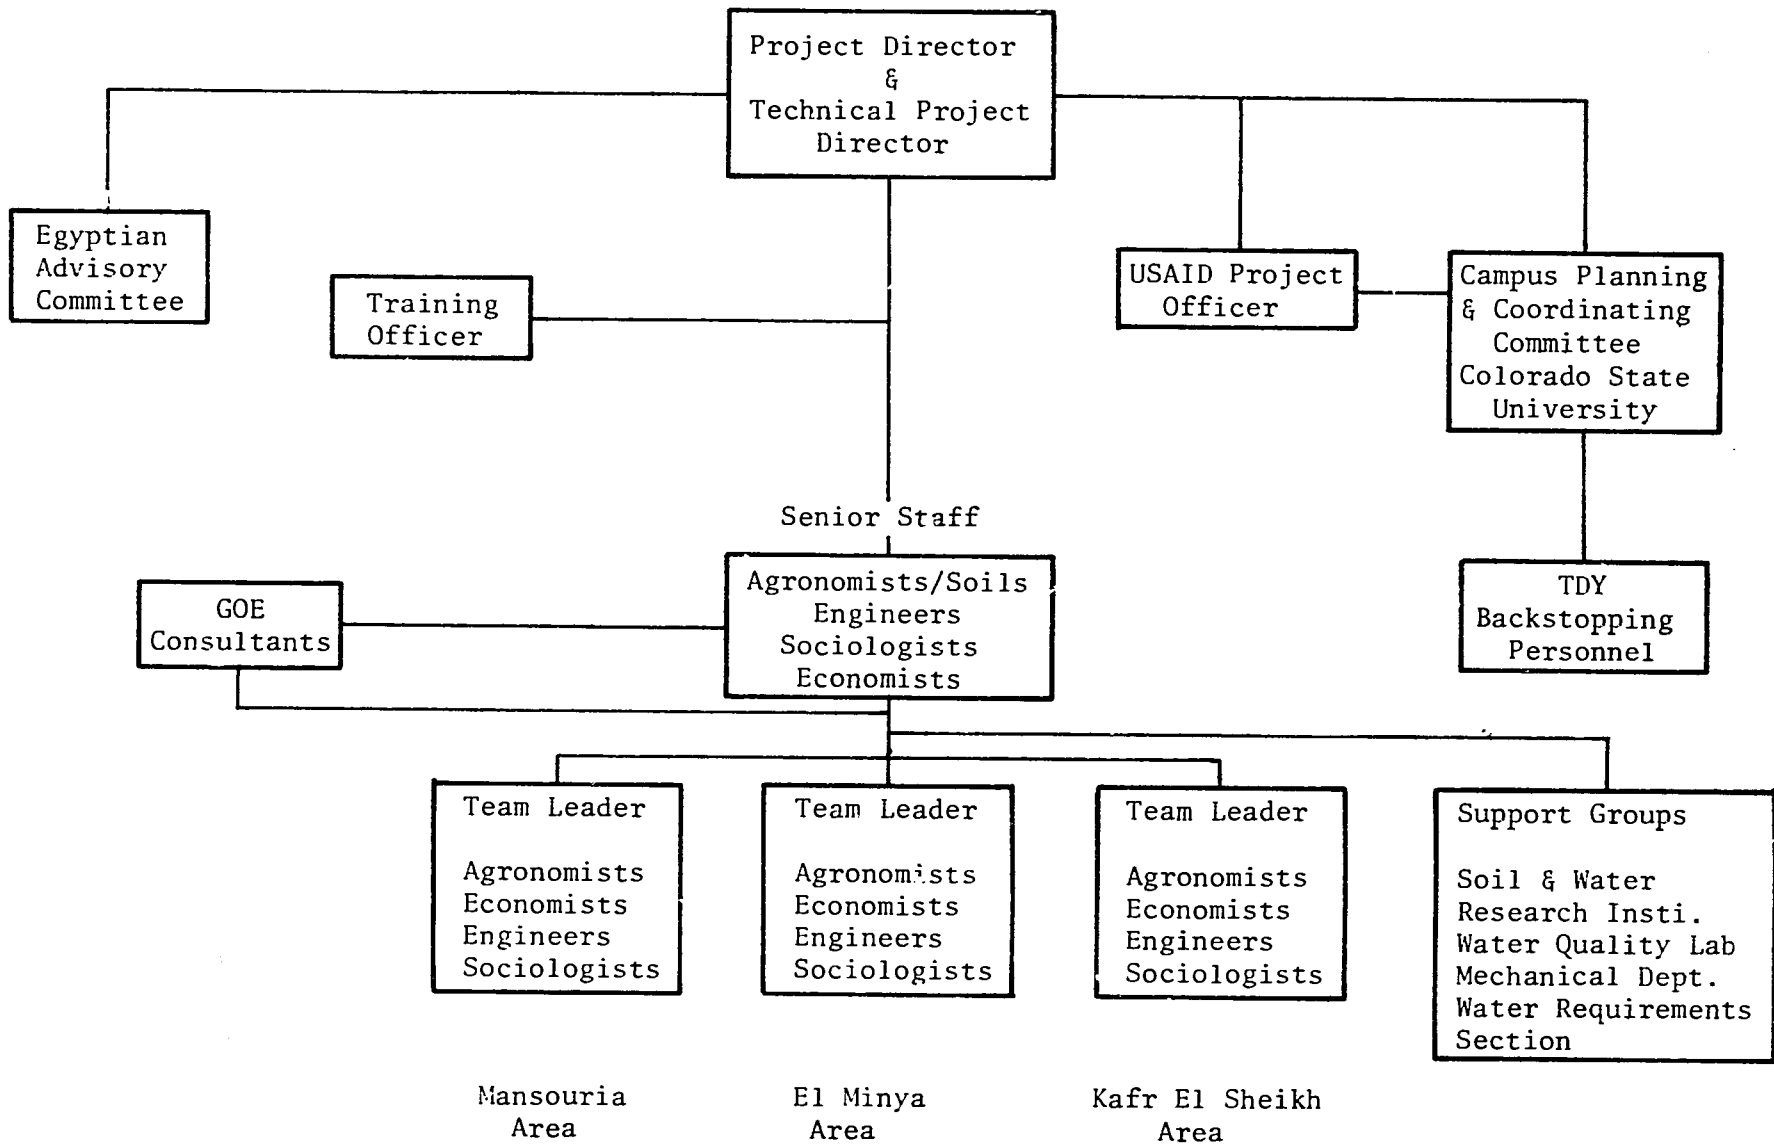 Project Director
&
Technical Project
Director
Egyptian
Advisory
Committee
Training
Officer
USAID Project
Officer
Campus Planning
& Coordinating
Committee
Colorado State
University
Senior Staff
Agronomists/Soils
Engineers
Sociologists
Economists
GOE
Consultants
TDY
Backstopping
Personnel
Team Leader
Agronomists
Economists
Engineers
Sociologists
Team Leader
Agronomists
Economists
Engineers
Sociologists
Team Leader
Agronomists
Economists
Engineers
Sociologists
Support Groups
Soil & Water
Research Insti.
Water Quality Lab
Mechanical Dept.
Water Requirements
Section
Mansouria
Area
El Minya
Area
Kafr El Sheikh
Area